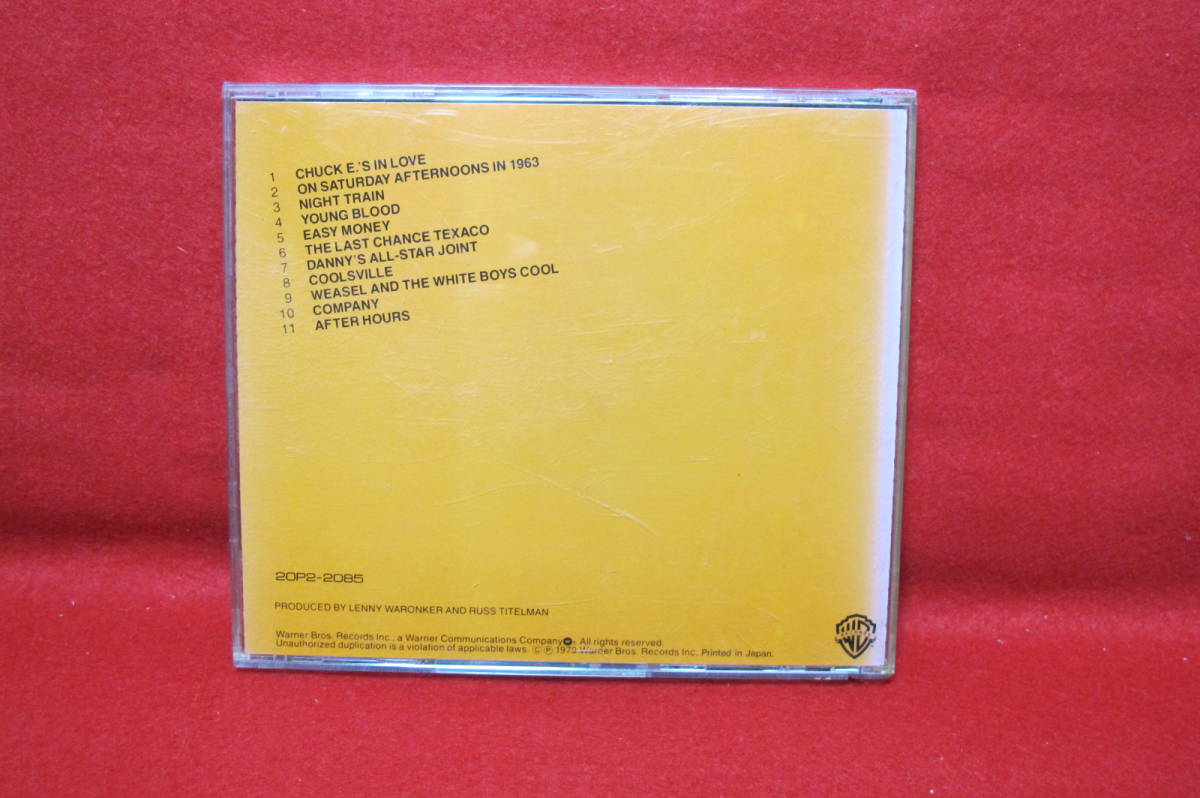 1 CHUCK E.'S IN LOVE
2 ON SATURDAY AFTERNOONS IN 1963
3 NIGHT TRAIN
4 YOUNG BLOOD
5 EASY MONEY
6 THE LAST CHANCE TEXACO
7 DANNY'S ALL-STAR JOINT
8 COOLSVILLE
9 WEASEL AND THE WHITE BOYS COOL
10 COMPANY
11 AFTER HOURS
20P2-2085
PRODUCED BY LENNY WARONKER AND RUSS TITELMAN
Warner Bros. Records Inc., a Warner Communications Company. All rights reserved.
Unauthorized duplication is a violation of applicable laws. © ℗ 1979 Warner Bros. Records Inc. Printed in Japan.